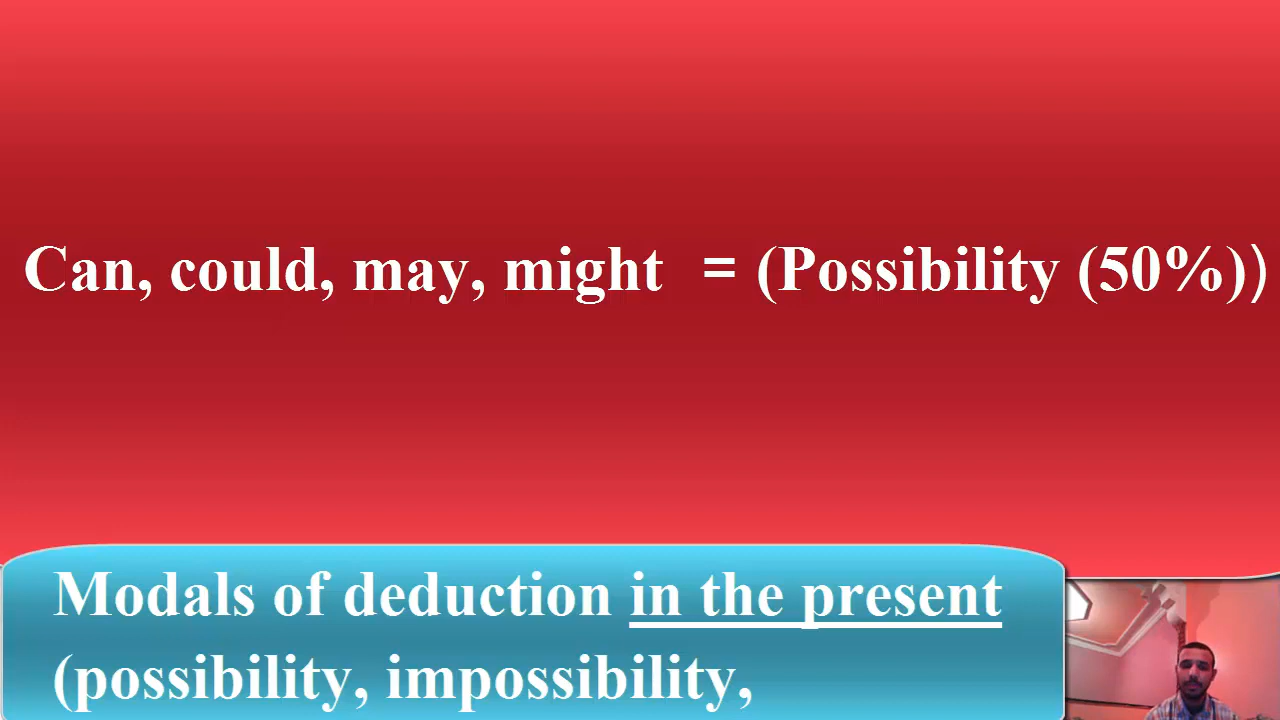 Can, could, may, might = (Possibility (50%))
Modals of deduction in the present
(possibility, impossibility,